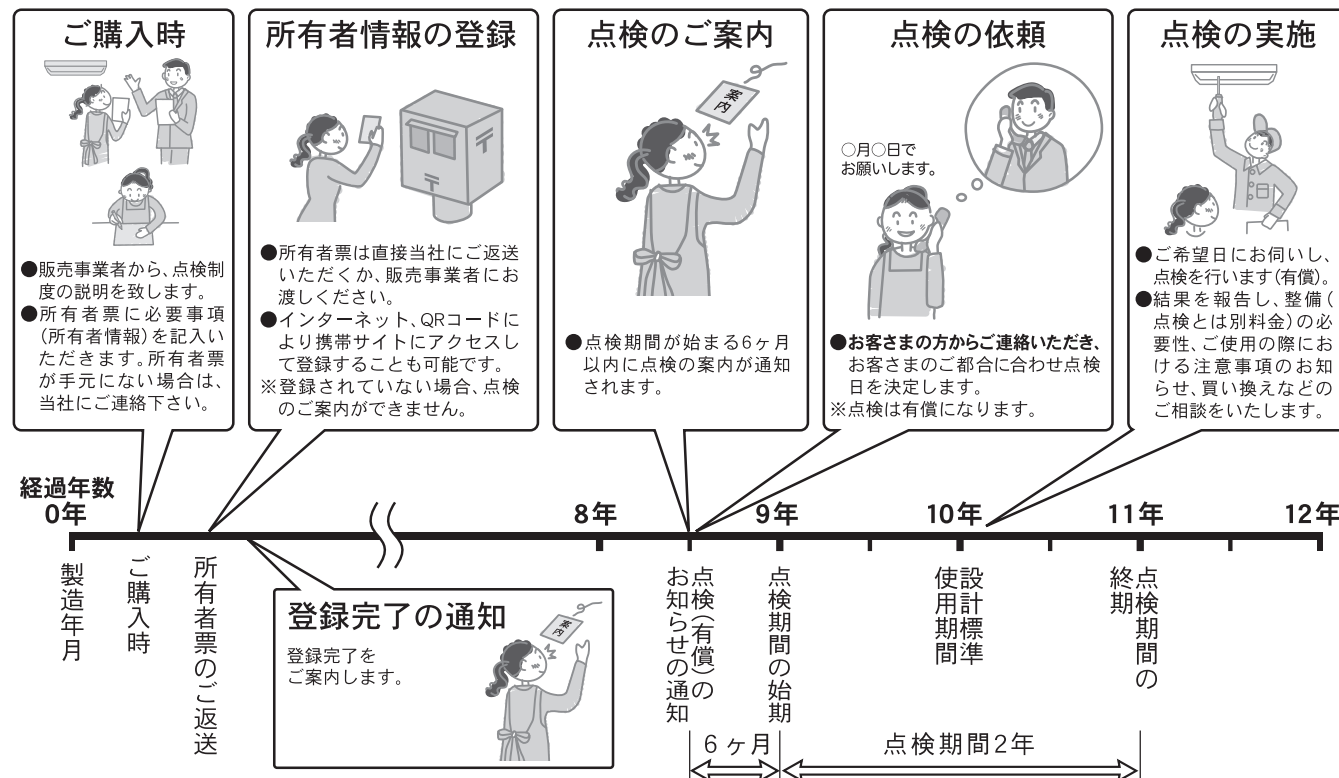 ご購入時
●販売事業者から、点検制
度の説明を致します。
●所有者票に必要事項
(所有者情報)を記入い
ただきます。所有者票
が手元にない場合は、
当社にご連絡下さい。
所有者情報の登録
〒
〒
●所有者票は直接当社にご返送
いただくか、販売事業者にお
渡しください。
●インターネット、QRコードに
より携帯サイトにアクセスし
て登録することも可能です。
※登録されていない場合、点検
のご案内ができません。
点検のご案内
案内
●点検期間が始まる6ヶ月
以内に点検の案内が通知
されます。
点検の依頼
○月○日で
お願いします。
●お客さまの方からご連絡いただき、
お客さまのご都合に合わせ点検
日を決定します。
※点検は有償になります。
点検の実施
●ご希望日にお伺いし、
点検を行います(有償)。
●結果を報告し、整備(
点検とは別料金)の必
要性、ご使用の際にお
ける注意事項のお知
らせ、買い換えなどの
ご相談をいたします。
経過年数
0年
8年
9年
10年
11年
12年
製造年月
ご購入時
所有者票のご返送
登録完了の通知
登録完了を
ご案内します。
案内
点検(有償)の
お知らせの通知
点検期間の始期
設計標準
使用期間
点検期間の
終期
6ヶ月
点検期間2年